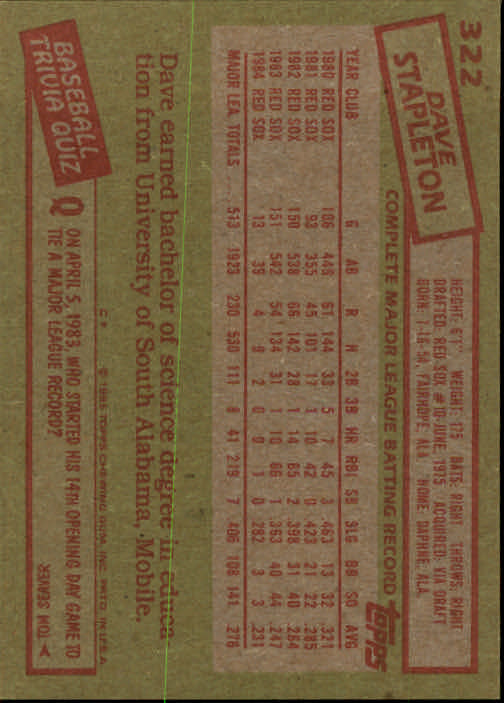 322
DAVE
STAPLETON
HEIGHT: 6'1" WEIGHT: 175 BATS: RIGHT THROWS: RIGHT
DRAFTED: RED SOX #10-JUNE, 1975 ACQUIRED: VIA DRAFT
BORN: 1-16-54, FAIRHOPE, ALA. HOME: DAPHNE, ALA.
COMPLETE MAJOR LEAGUE BATTING RECORD
TOPPS
YEAR CLUB G AB R H 2B 3B HR RBI SB SLG BB SO AVG
1980 RED SOX 106 449 61 144 33 5 7 45 3 .463 13 32 .321
1981 RED SOX 93 355 45 101 17 1 10 42 0 .423 21 22 .285
1982 RED SOX 150 538 66 142 28 1 14 65 2 .398 31 40 .264
1983 RED SOX 151 542 54 134 31 1 10 66 1 .363 40 44 .247
1984 RED SOX 13 39 4 9 2 0 0 1 0 .282 3 3 .231
MAJOR LEA. TOTALS 513 1923 230 530 111 8 41 219 7 .406 108 141 .276
Dave earned bachelor of science degree in educa-
tion from University of South Alabama, Mobile.
C* © 1985 TOPPS CHEWING GUM, INC. PRTD. IN U.S.A.
BASEBALL
TRIVIA QUIZ
Q ON APRIL 5, 1983, WHO STARTED HIS 14TH OPENING DAY GAME TO
TIE A MAJOR LEAGUE RECORD?
A TOM SEAVER